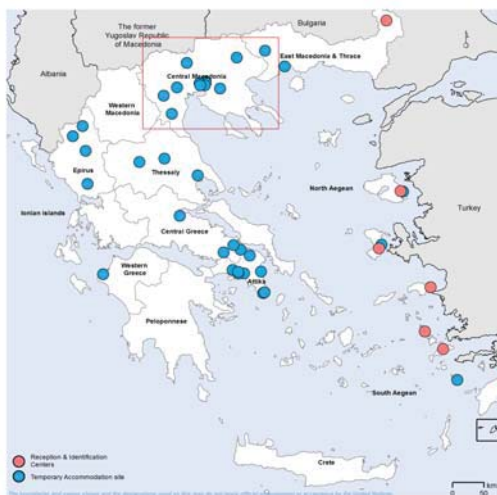 The former
Yugoslav Republic
of Macedonia
Bulgaria
Albania
East Macedonia & Thrace
Central Macedonia
Western
Macedonia
Epirus
Thessaly
North Aegean
Turkey
Ionian Islands
Central Greece
Western
Greece
Attika
Peloponnese
South Aegean
Crete
Reception & Identification
Centers
Temporary Accommodation site
km